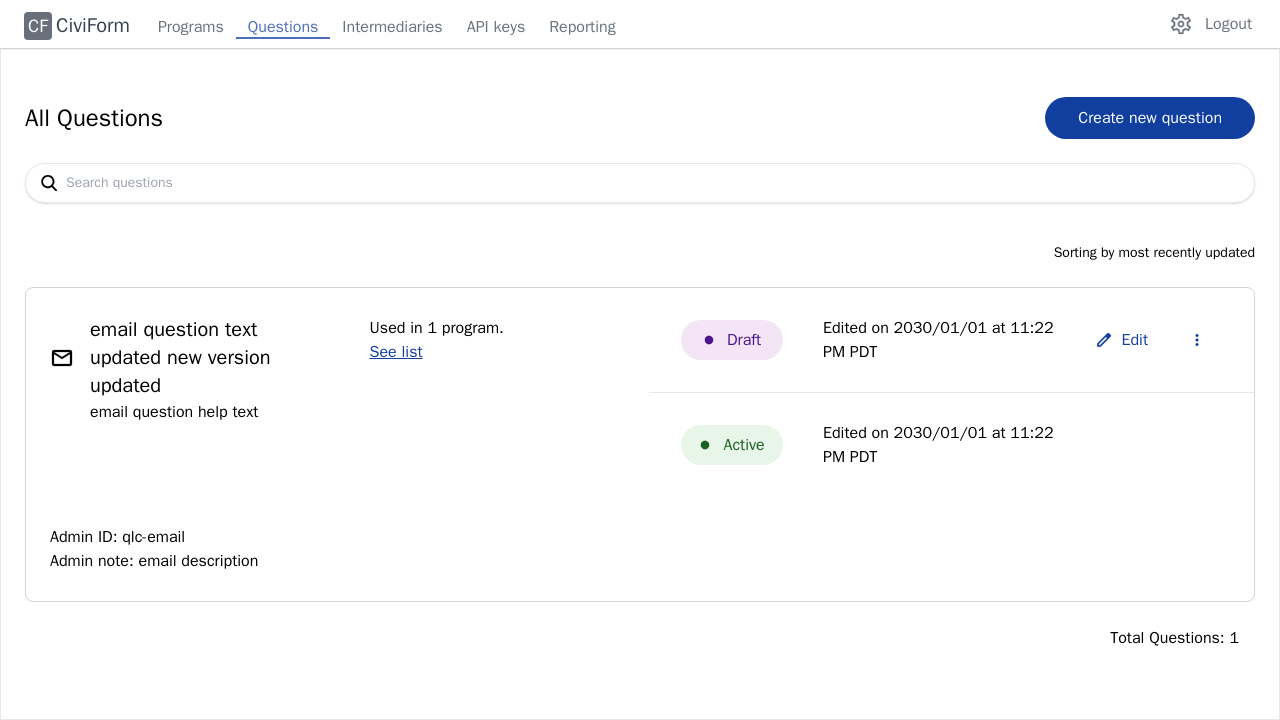 CF CiviForm Programs Questions Intermediaries API keys Reporting Logout
All Questions Create new question
Search questions
Sorting by most recently updated
email question text
updated new version
updated
email question help text
Used in 1 program.
See list
Draft
Edited on 2030/01/01 at 11:22
PM PDT
Edit
Active
Edited on 2030/01/01 at 11:22
PM PDT
Admin ID: qlc-email
Admin note: email description
Total Questions: 1